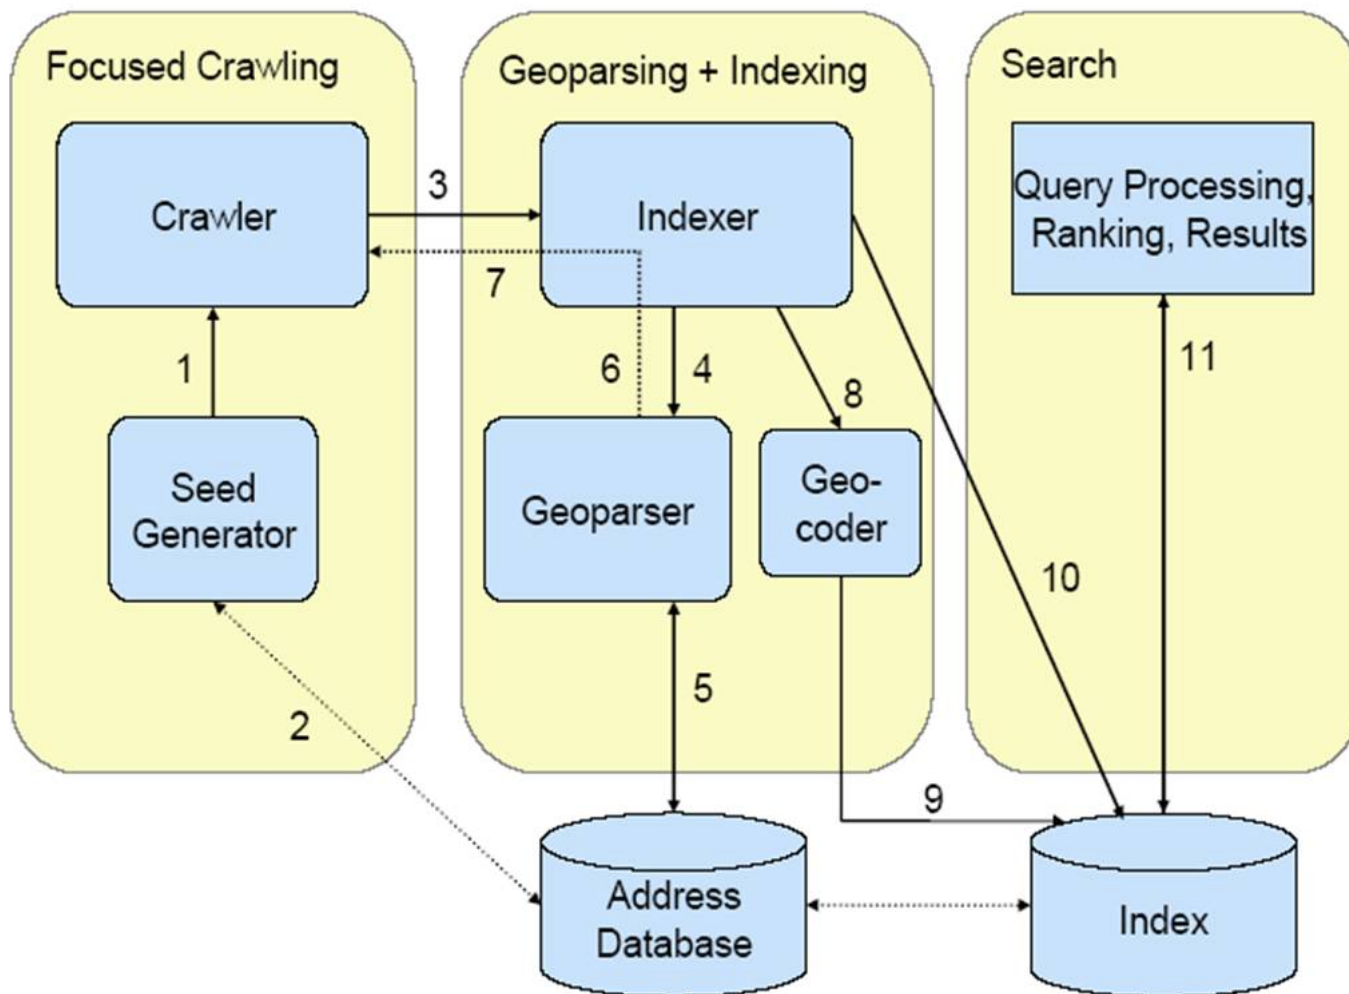 Focused Crawling
Geoparsing + Indexing
Search
Crawler
3
Indexer
Query Processing,
Ranking, Results
7
1
6
4
8
11
Seed
Generator
Geoparser
Geo-
coder
10
2
5
9
Address
Database
Index